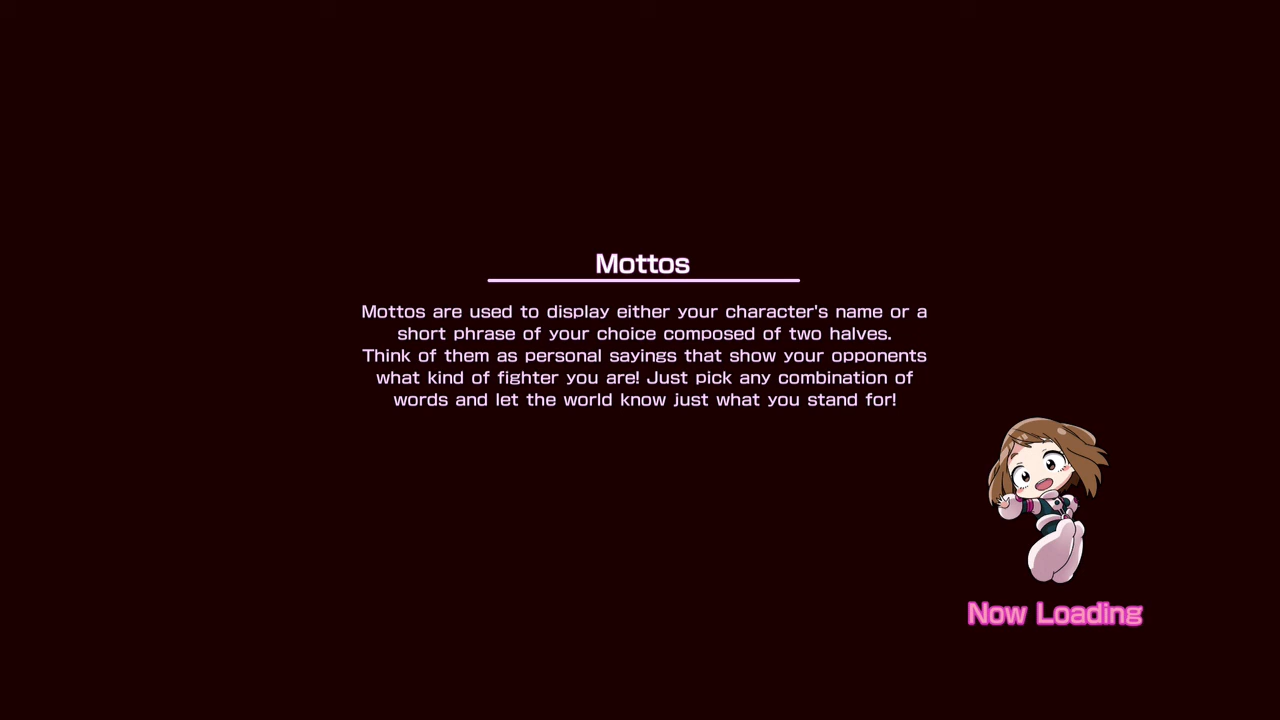 Mottos
Mottos are used to display either your character's name or a
short phrase of your choice composed of two halves.
Think of them as personal sayings that show your opponents
what kind of fighter you are! Just pick any combination of
words and let the world know just what you stand for!
Now Loading